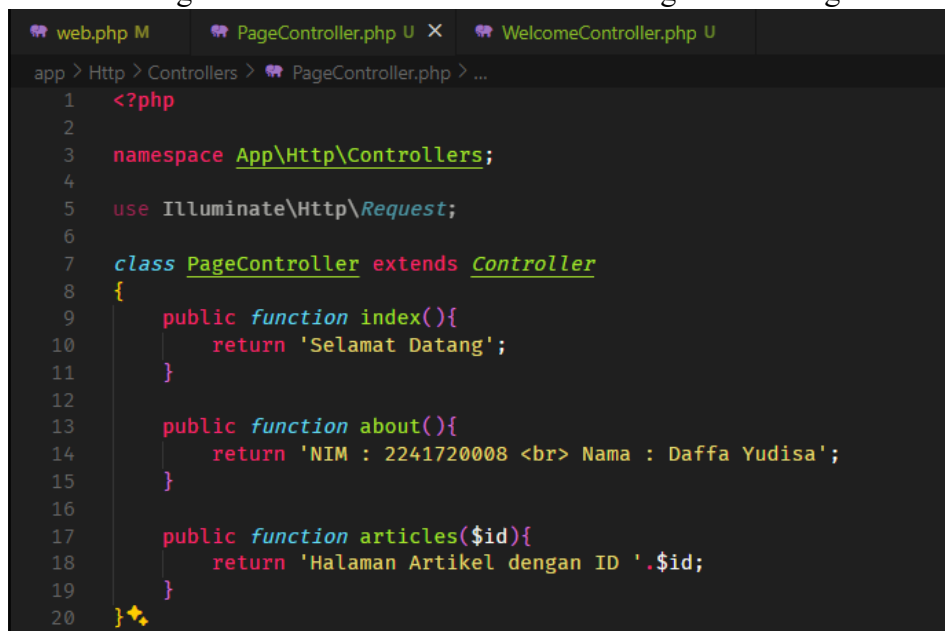 web.php M PageController.php U × WelcomeController.php U
app > Http > Controllers > PageController.php > ...
1 <?php
2
3 namespace App\Http\Controllers;
4
5 use Illuminate\Http\Request;
6
7 class PageController extends Controller
8 {
9 public function index(){
10 return 'Selamat Datang';
11 }
12
13 public function about(){
14 return 'NIM : 2241720008 <br> Nama : Daffa Yudisa';
15 }
16
17 public function articles($id){
18 return 'Halaman Artikel dengan ID '.$id;
19 }
20 }